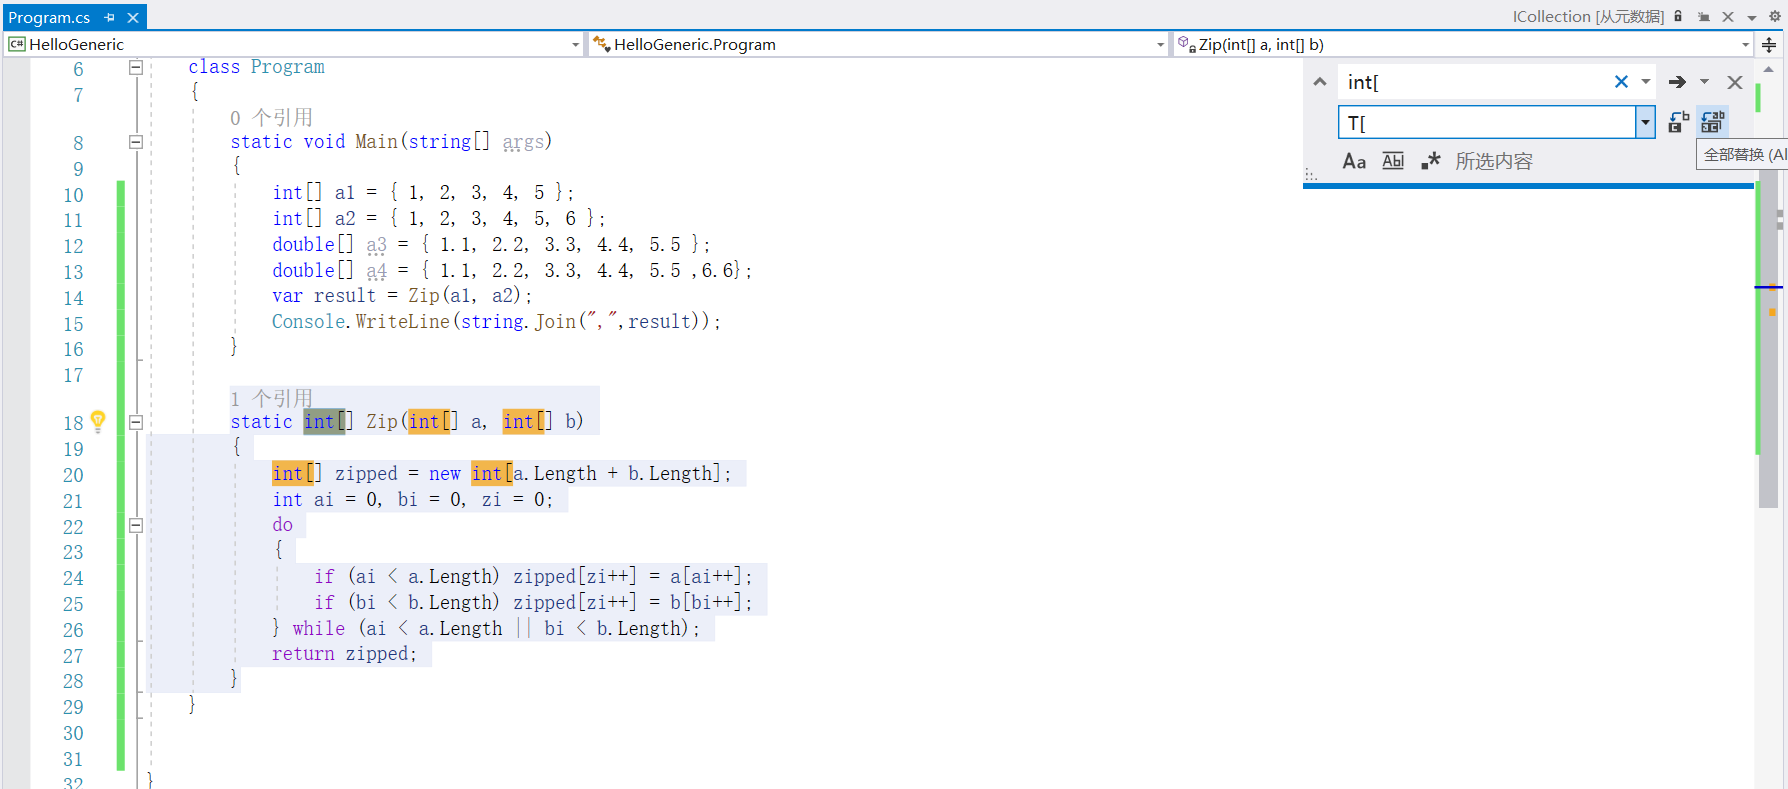 Program.cs
ICollection [从元数据]
C# HelloGeneric
HelloGeneric.Program
Zip(int[] a, int[] b)
int[
T[
Aa Abl .* 所选内容
全部替换 (Al
6 class Program
7 {
0 个引用
8 static void Main(string[] args)
9 {
10 int[] a1 = { 1, 2, 3, 4, 5 };
11 int[] a2 = { 1, 2, 3, 4, 5, 6 };
12 double[] a3 = { 1.1, 2.2, 3.3, 4.4, 5.5 };
13 double[] a4 = { 1.1, 2.2, 3.3, 4.4, 5.5 ,6.6};
14 var result = Zip(a1, a2);
15 Console.WriteLine(string.Join(",",result));
16 }
17
1 个引用
18 static int[] Zip(int[] a, int[] b)
19 {
20 int[] zipped = new int[a.Length + b.Length];
21 int ai = 0, bi = 0, zi = 0;
22 do
23 {
24 if (ai < a.Length) zipped[zi++] = a[ai++];
25 if (bi < b.Length) zipped[zi++] = b[bi++];
26 } while (ai < a.Length || bi < b.Length);
27 return zipped;
28 }
29 }
30
31
32 }